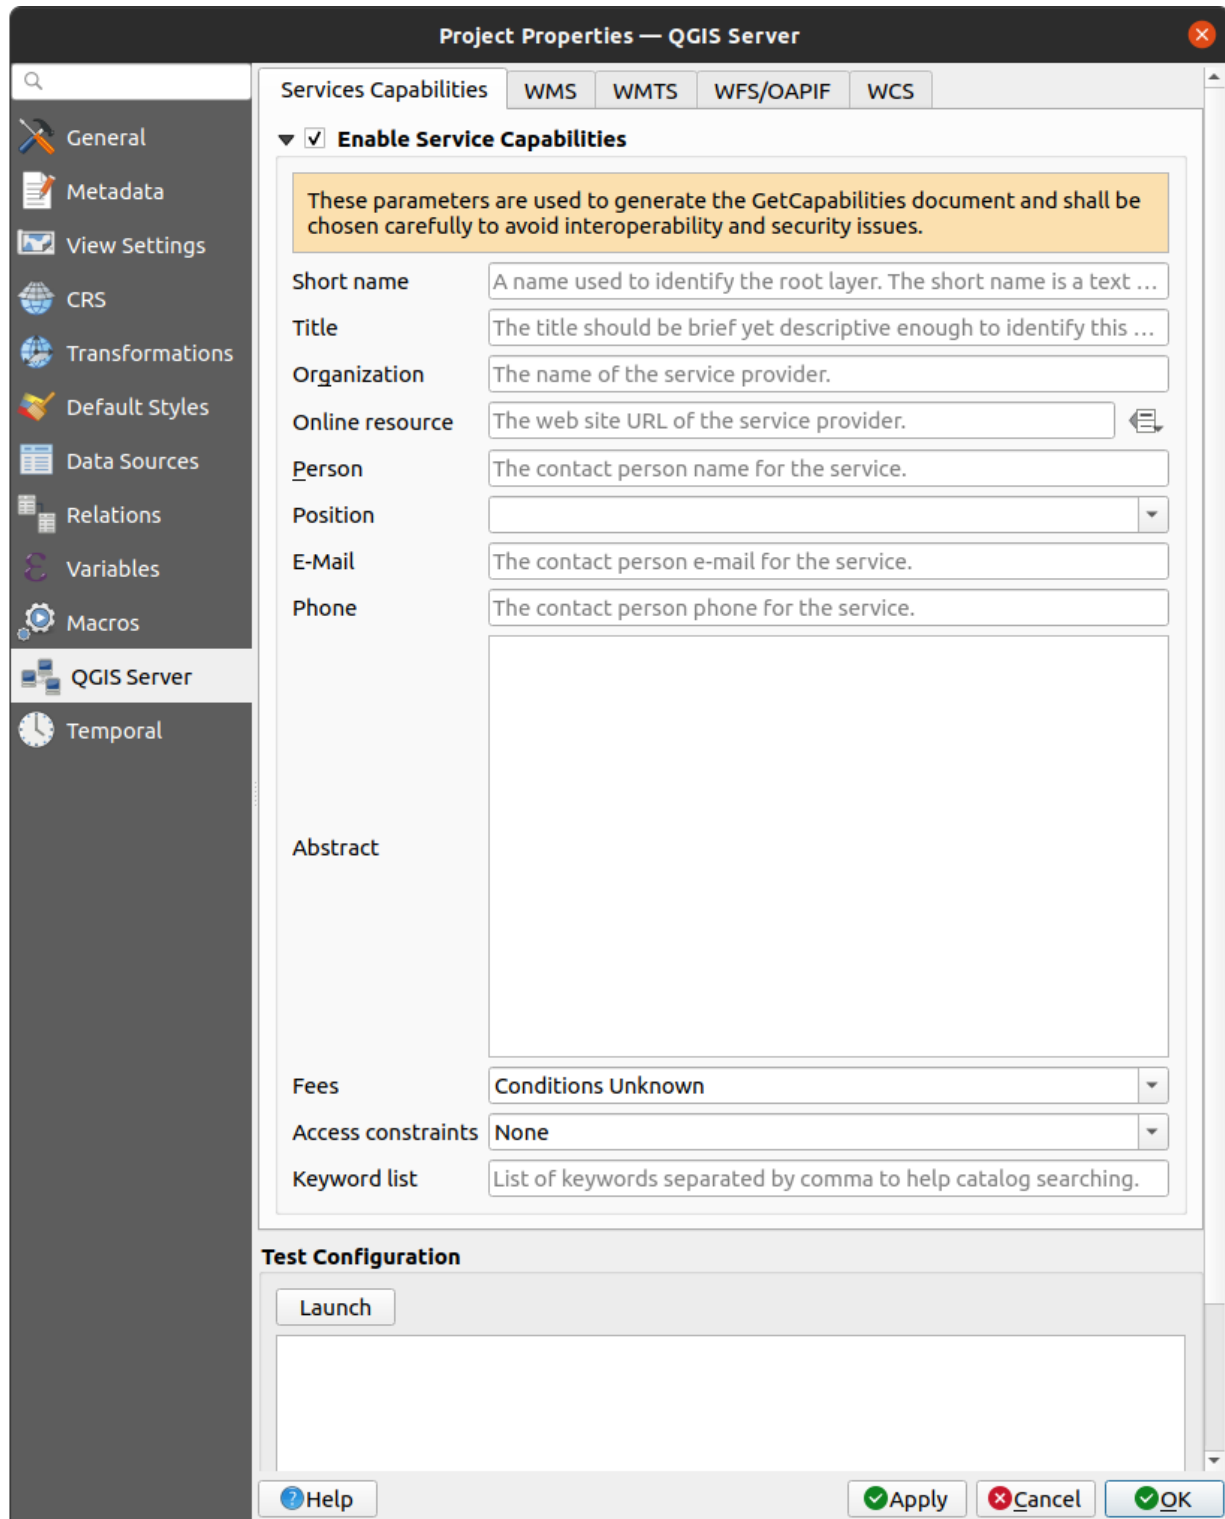 Project Properties — QGIS Server
General
Metadata
View Settings
CRS
Transformations
Default Styles
Data Sources
Relations
Variables
Macros
QGIS Server
Temporal
Services Capabilities
WMS
WMTS
WFS/OAPIF
WCS
Enable Service Capabilities
These parameters are used to generate the GetCapabilities document and shall be
chosen carefully to avoid interoperability and security issues.
Short name
A name used to identify the root layer. The short name is a text ...
Title
The title should be brief yet descriptive enough to identify this ...
Organization
The name of the service provider.
Online resource
The web site URL of the service provider.
Person
The contact person name for the service.
Position
E-Mail
The contact person e-mail for the service.
Phone
The contact person phone for the service.
Abstract
Fees
Conditions Unknown
Access constraints
None
Keyword list
List of keywords separated by comma to help catalog searching.
Test Configuration
Launch
Help
Apply
Cancel
OK